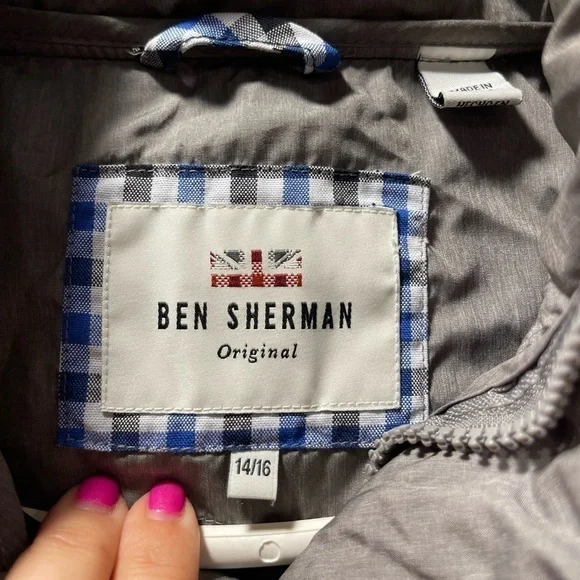 MADE IN
BEN SHERMAN
Original
14/16